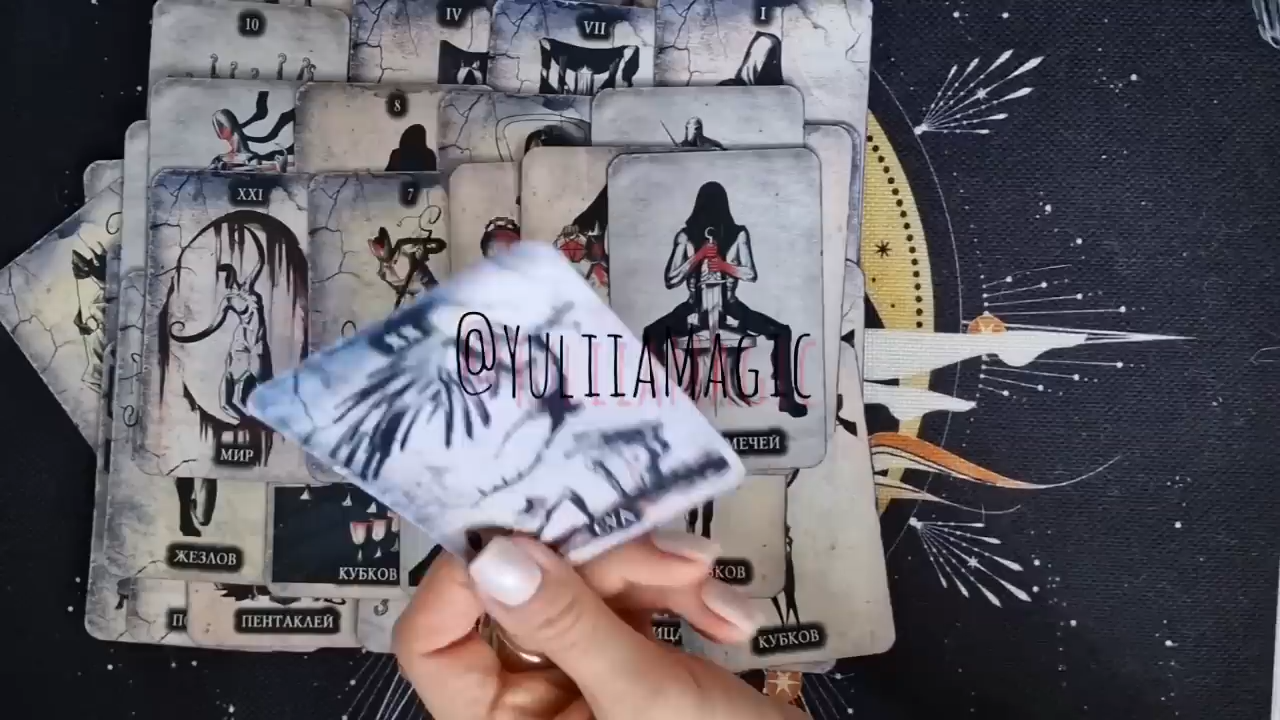 10
IV
VII
I
8
XXI
7
@YuliiaMagic
МИР
МЕЧЕЙ
ЖЕЗЛОВ
КУБКОВ
ПЕНТАКЛЕЙ
КУБКОВ